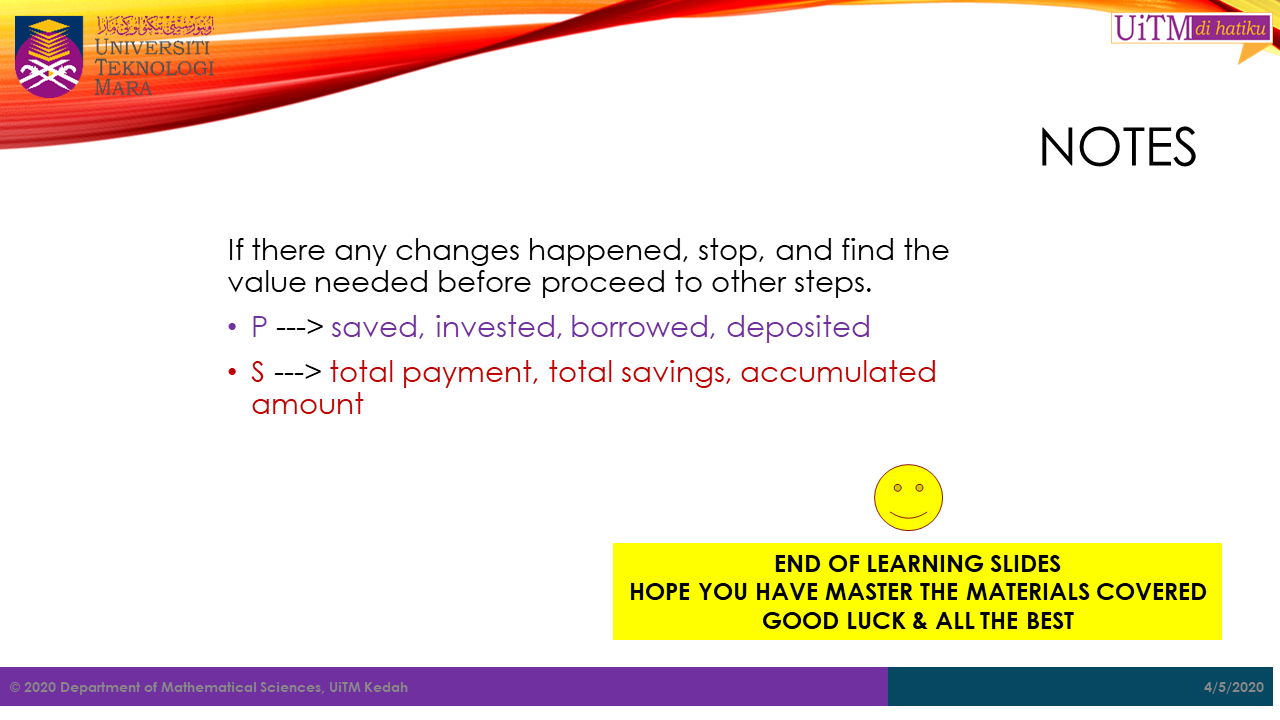 اونيۏرسيتي تيكنولوݢي مارا
UNIVERSITI
TEKNOLOGI
MARA
UiTM di hatiku
NOTES
If there any changes happened, stop, and find the
value needed before proceed to other steps.
• P ---> saved, invested, borrowed, deposited
• S ---> total payment, total savings, accumulated
amount
END OF LEARNING SLIDES
HOPE YOU HAVE MASTER THE MATERIALS COVERED
GOOD LUCK & ALL THE BEST
© 2020 Department of Mathematical Sciences, UiTM Kedah
4/5/2020